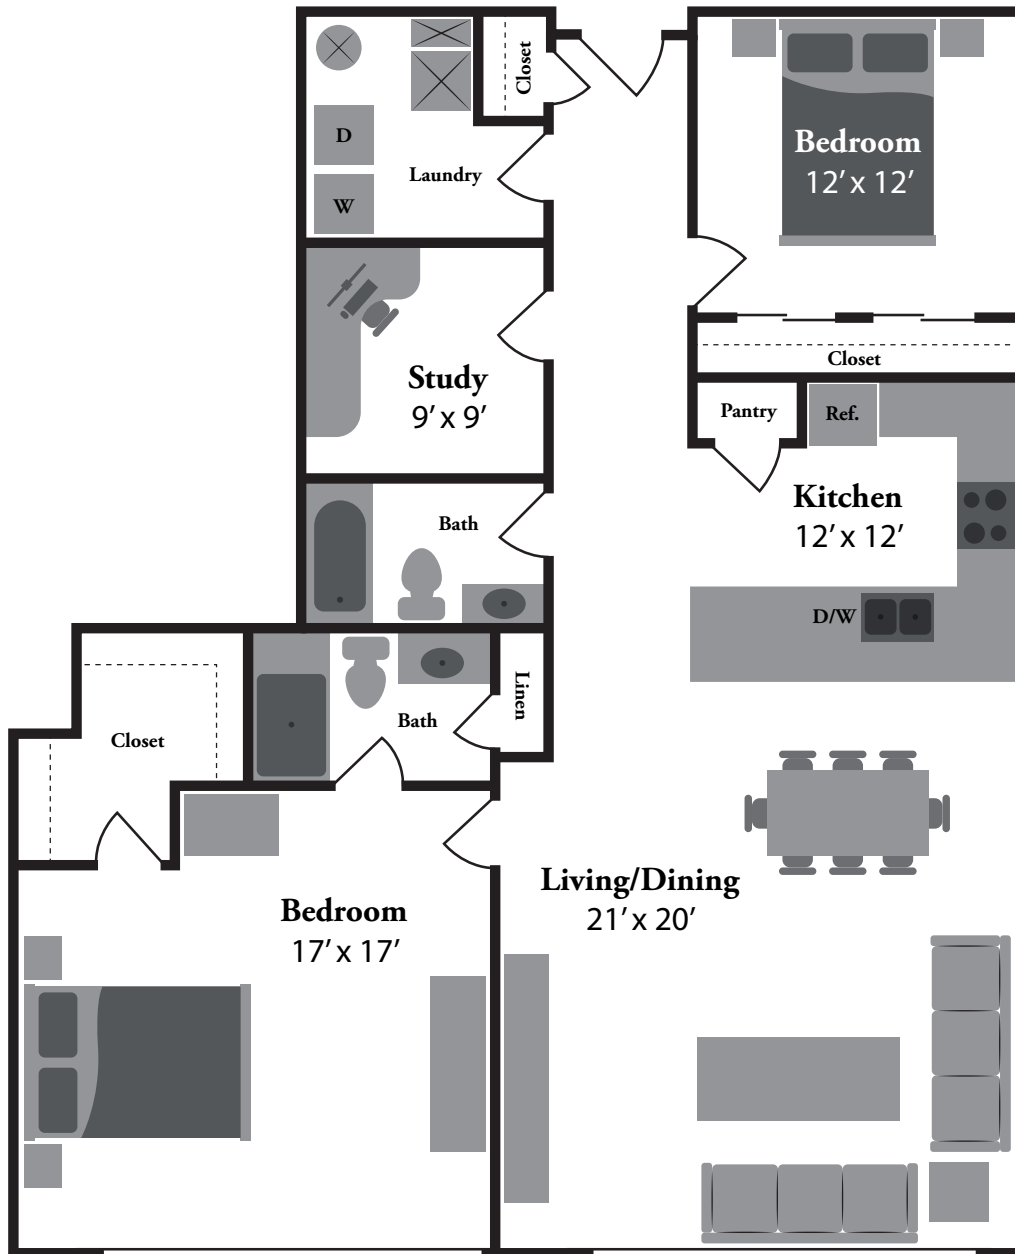 Closet
Bedroom
12’ x 12’
D
Laundry
W
Closet
Study
9’ x 9’
Pantry
Ref.
Kitchen
12’ x 12’
Bath
D/W
Linen
Bath
Closet
Living/Dining
21’ x 20’
Bedroom
17’ x 17’